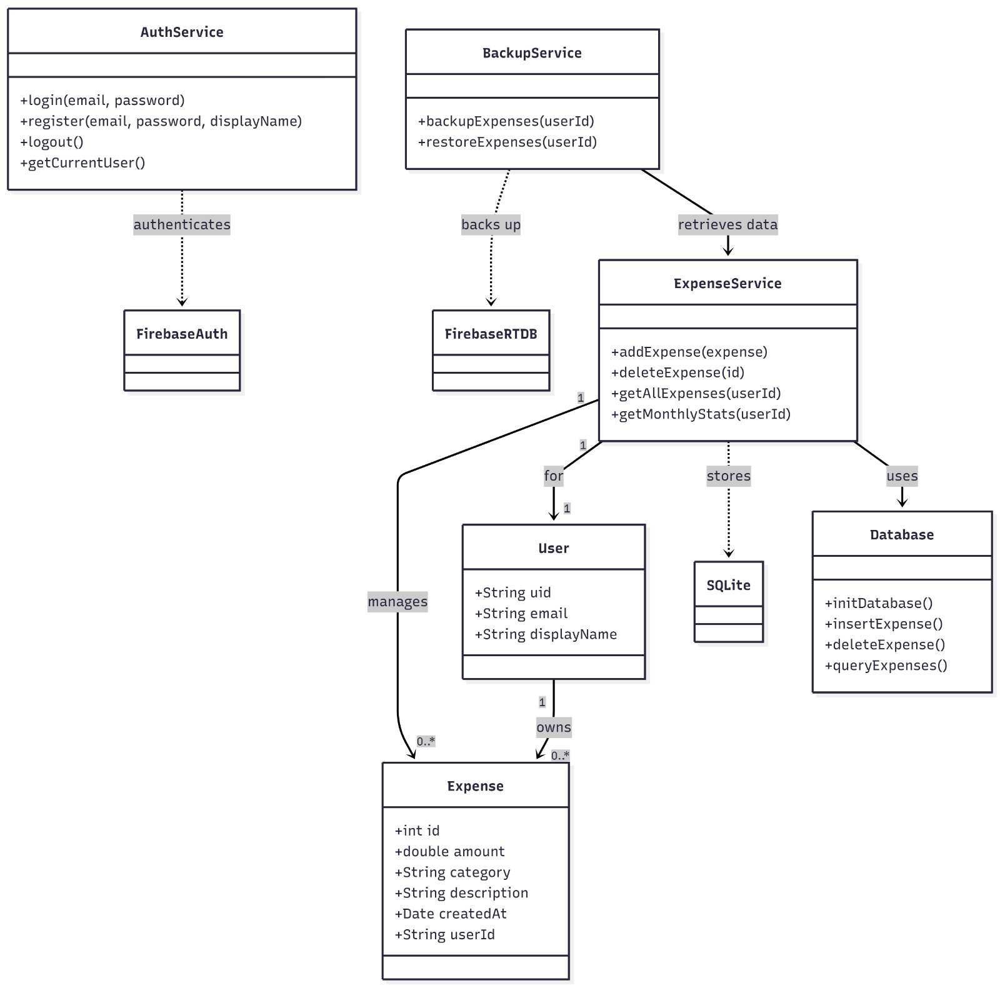 AuthService
+login(email, password)
+register(email, password, displayName)
+logout()
+getCurrentUser()
BackupService
+backupExpenses(userId)
+restoreExpenses(userId)
authenticates
backs up
retrieves data
FirebaseAuth
FirebaseRTDB
ExpenseService
+addExpense(expense)
+deleteExpense(id)
+getAllExpenses(userId)
+getMonthlyStats(userId)
1
1
for
stores
uses
1
manages
User
+String uid
+String email
+String displayName
SQLite
Database
+initDatabase()
+insertExpense()
+deleteExpense()
+queryExpenses()
1
owns
0..*
0..*
Expense
+int id
+double amount
+String category
+String description
+Date createdAt
+String userId